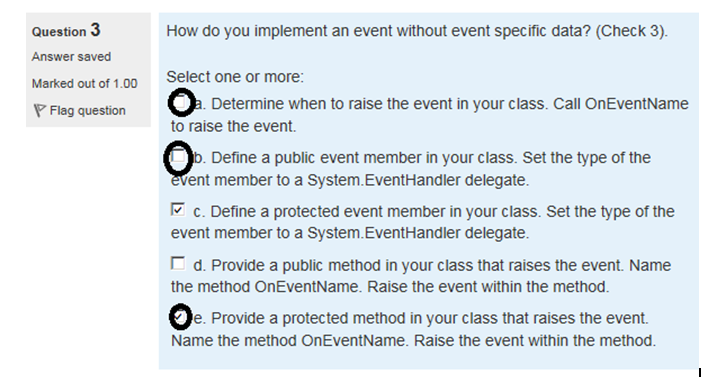 Question 3
Answer saved
Marked out of 1.00
Flag question
How do you implement an event without event specific data? (Check 3).
Select one or more:
a. Determine when to raise the event in your class. Call OnEventName
to raise the event.
b. Define a public event member in your class. Set the type of the
event member to a System.EventHandler delegate.
c. Define a protected event member in your class. Set the type of the
event member to a System.EventHandler delegate.
d. Provide a public method in your class that raises the event. Name
the method OnEventName. Raise the event within the method.
e. Provide a protected method in your class that raises the event.
Name the method OnEventName. Raise the event within the method.